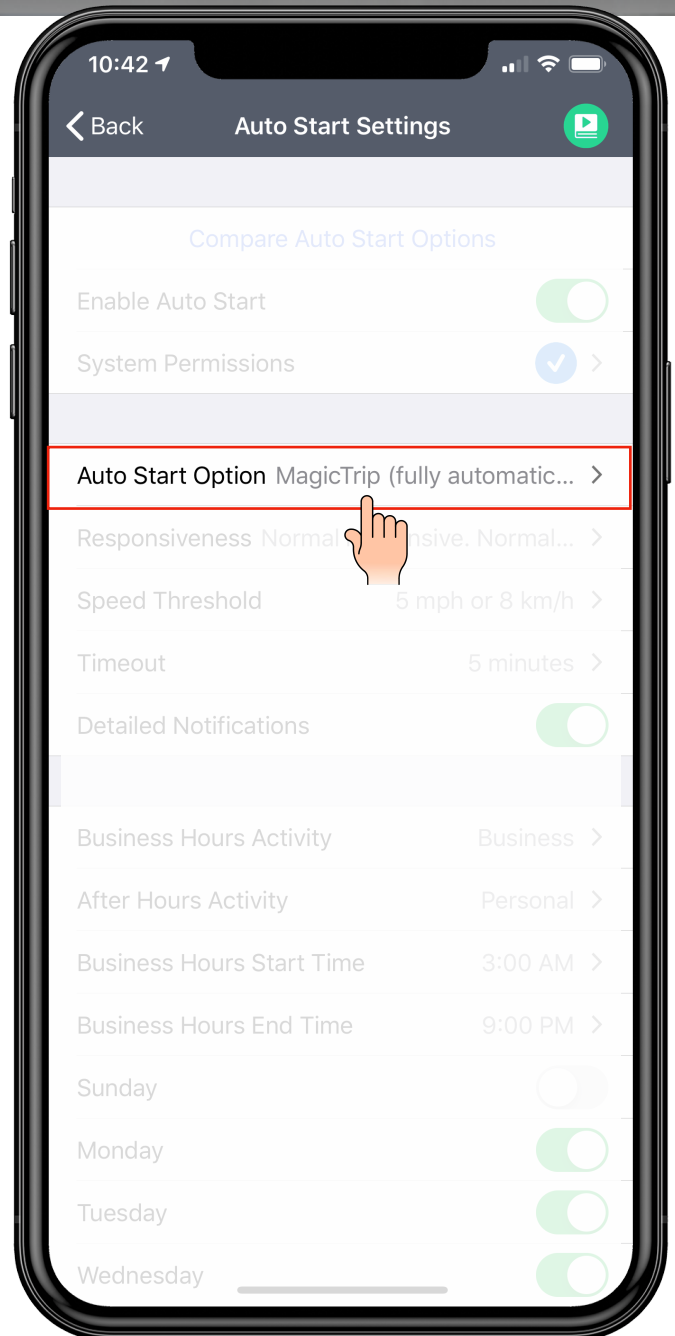 10:42
Back Auto Start Settings
Compare Auto Start Options
Enable Auto Start
System Permissions
Auto Start Option MagicTrip (fully automatic...
Responsiveness Normal nsive. Normal...
Speed Threshold 5 mph or 8 km/h
Timeout 5 minutes
Detailed Notifications
Business Hours Activity Business
After Hours Activity Personal
Business Hours Start Time 3:00 AM
Business Hours End Time 9:00 PM
Sunday
Monday
Tuesday
Wednesday